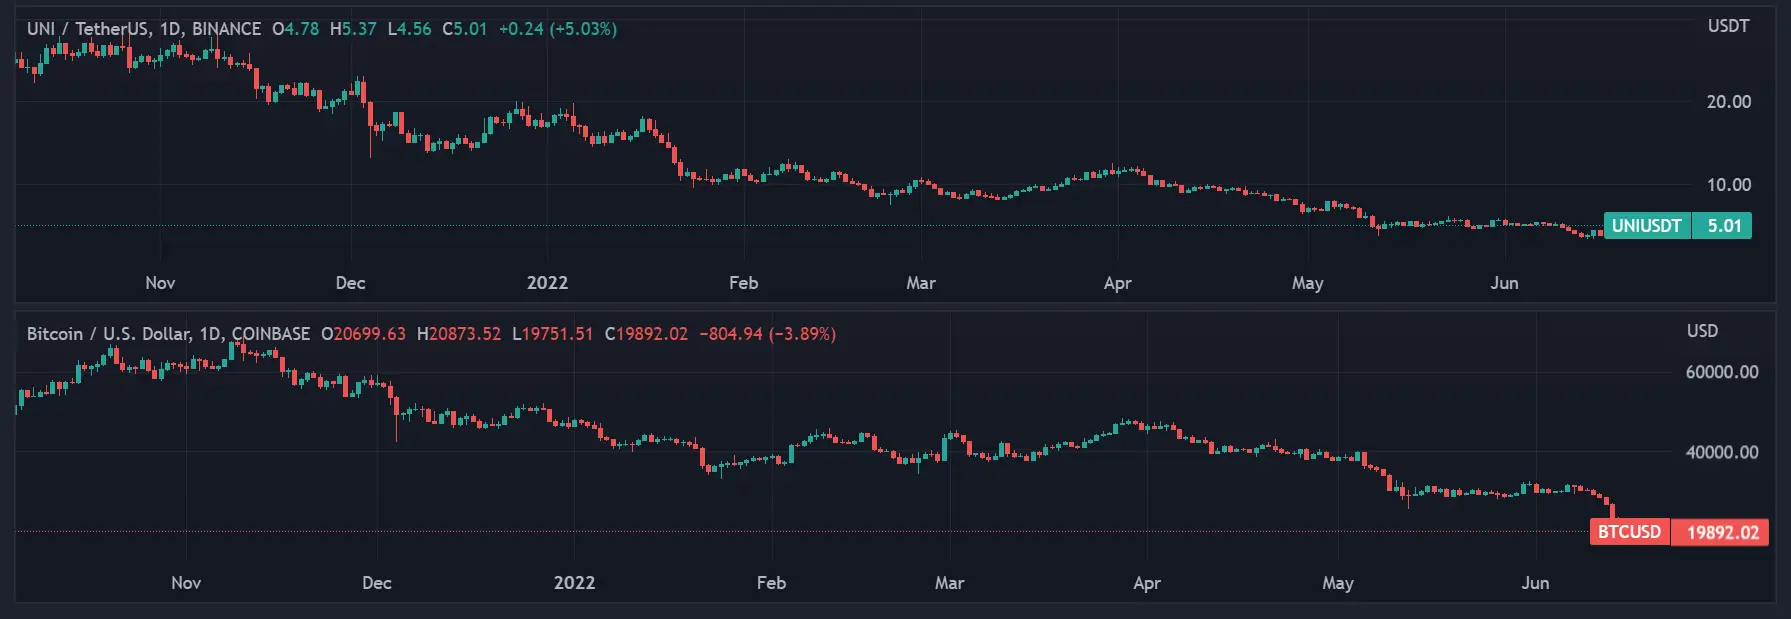 UNI / TetherUS, 1D, BINANCE O4.78 H5.37 L4.56 C5.01 +0.24 (+5.03%)
USDT
20.00
10.00
UNIUSDT 5.01
Nov Dec 2022 Feb Mar Apr May Jun
Bitcoin / U.S. Dollar, 1D, COINBASE O20699.63 H20873.52 L19751.51 C19892.02 −804.94 (−3.89%)
USD
60000.00
40000.00
BTCUSD 19892.02
Nov Dec 2022 Feb Mar Apr May Jun